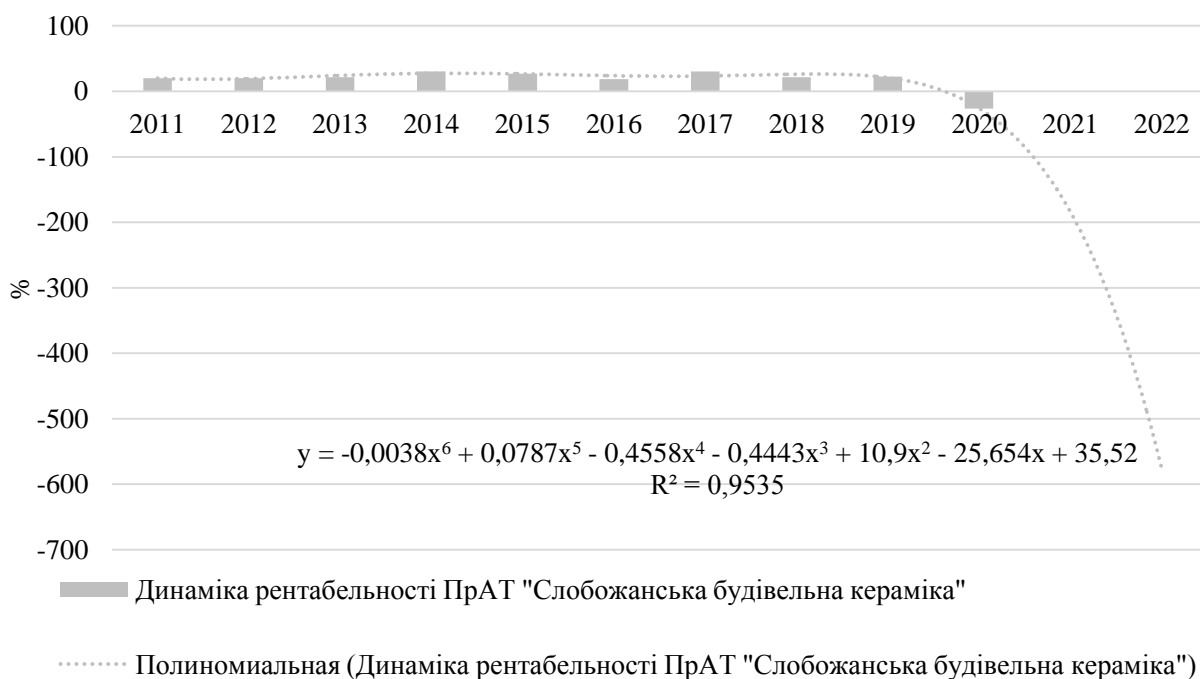 100
0
2011 2012 2013 2014 2015 2016 2017 2018 2019 2020 2021 2022
-100
-200
%
-300
-400
-500
y = -0,0038x⁶ + 0,0787x⁵ - 0,4558x⁴ - 0,4443x³ + 10,9x² - 25,654x + 35,52
R² = 0,9535
-600
-700
Динаміка рентабельності ПрАТ "Слобожанська будівельна кераміка"
Полиномиальная (Динаміка рентабельності ПрАТ "Слобожанська будівельна кераміка")